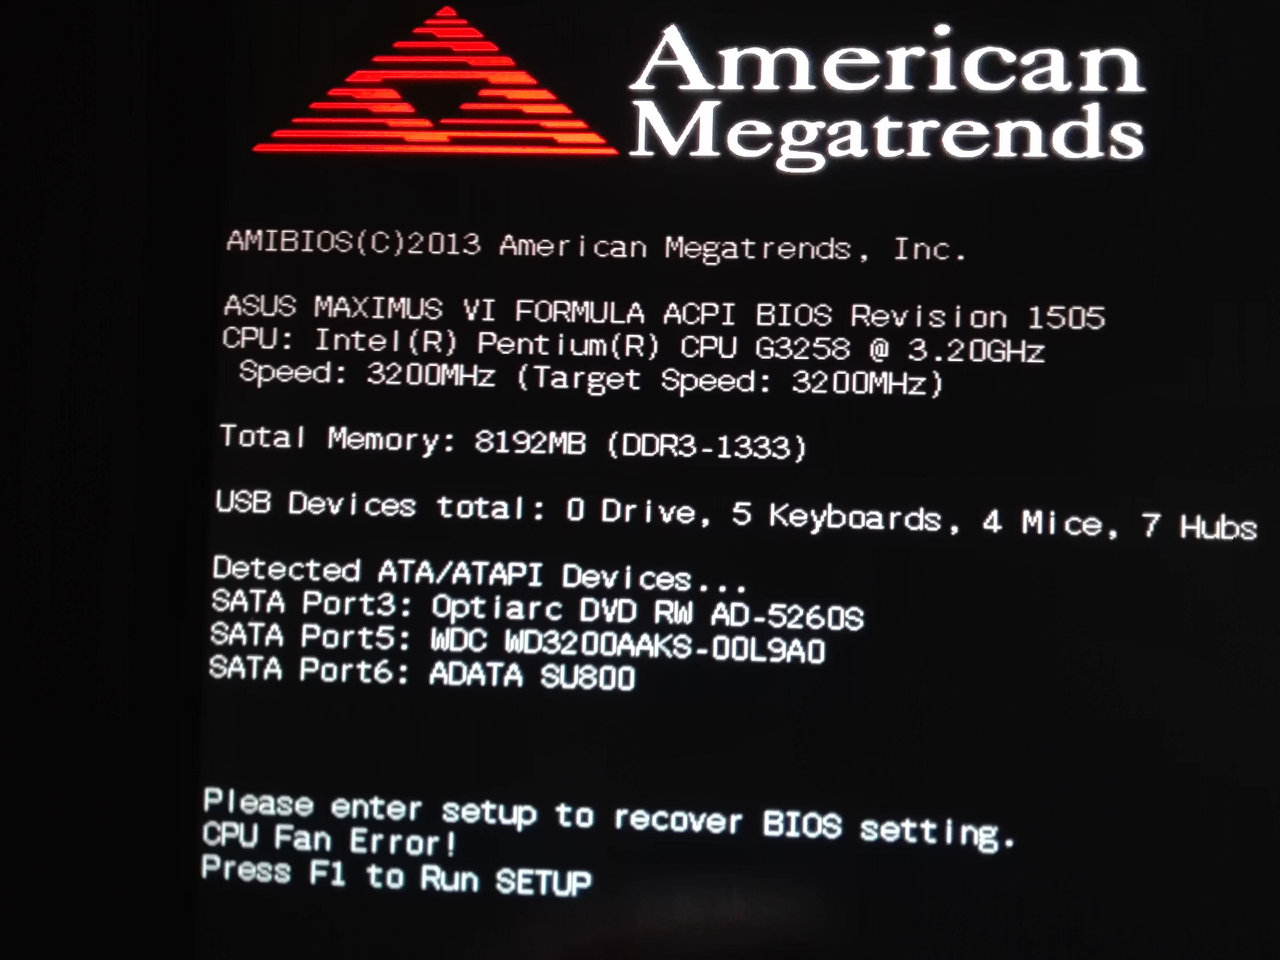 American
Megatrends
AMIBIOS(C)2013 American Megatrends, Inc.
ASUS MAXIMUS VI FORMULA ACPI BIOS Revision 1505
CPU: Intel(R) Pentium(R) CPU G3258 @ 3.20GHz
Speed: 3200MHz (Target Speed: 3200MHz)
Total Memory: 8192MB (DDR3-1333)
USB Devices total: 0 Drive, 5 Keyboards, 4 Mice, 7 Hubs
Detected ATA/ATAPI Devices...
SATA Port3: Optiarc DVD RW AD-5260S
SATA Port5: WDC WD3200AAKS-00L9A0
SATA Port6: ADATA SU800
Please enter setup to recover BIOS setting.
CPU Fan Error!
Press F1 to Run SETUP